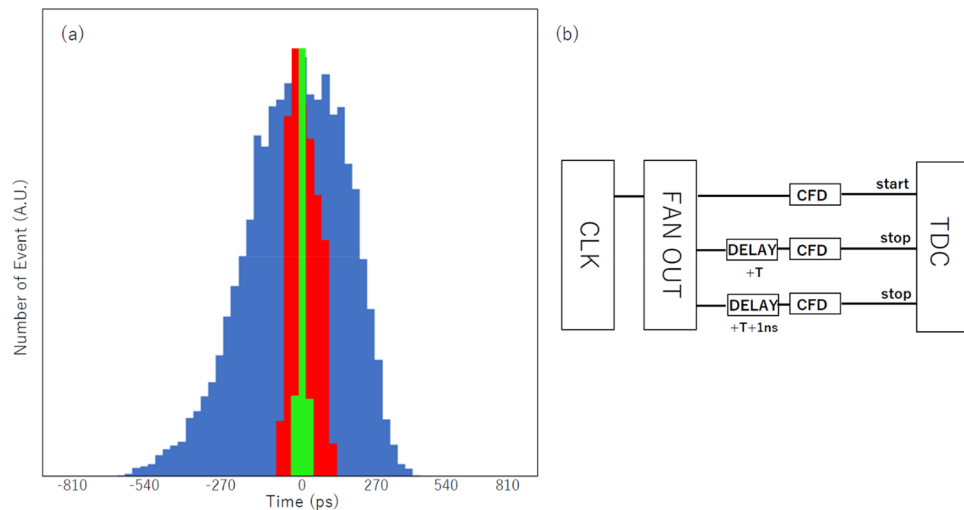 (a)
Number of Event (A.U.)
-810 -540 -270 0 270 540 810
Time (ps)
(b)
CLK
FAN OUT
CFD
start
DELAY
+T
CFD
stop
DELAY
+T+1ns
CFD
stop
TDC